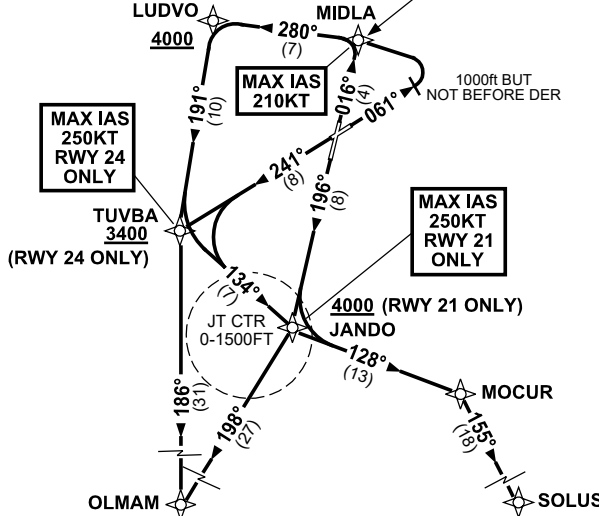 LUDVO
4000
MIDLA
280°
(7)
MAX IAS
210KT
016°
(4)
061°
1000ft BUT
NOT BEFORE DER
191°
(10)
MAX IAS
250KT
RWY 24
ONLY
241°
(8)
196°
(8)
MAX IAS
250KT
RWY 21
ONLY
TUVBA
3400
(RWY 24 ONLY)
134°
(7)
JT CTR
0-1500FT
4000 (RWY 21 ONLY)
JANDO
128°
(13)
MOCUR
186°
(31)
198°
(27)
155°
(18)
OLMAM
SOLUS